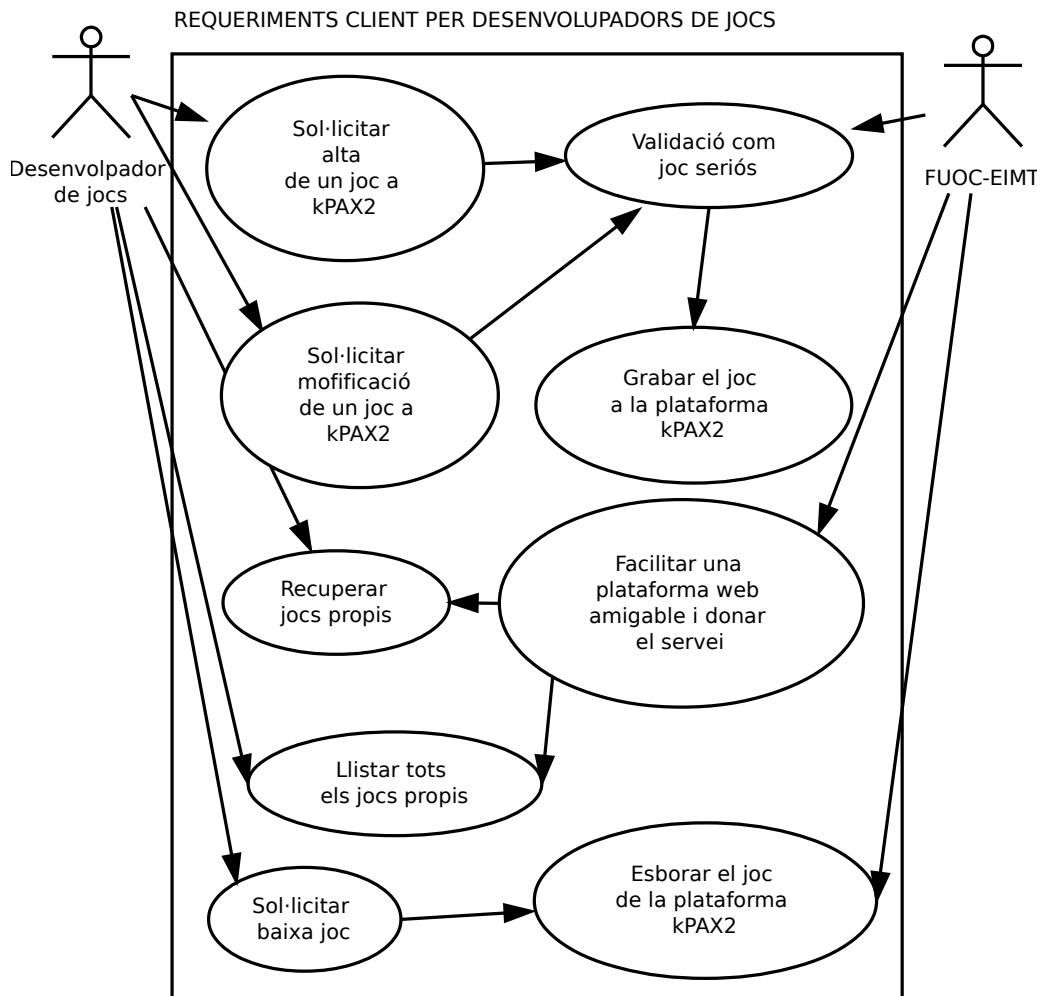 REQUERIMENTS CLIENT PER DESENVOLUPADORS DE JOCS
Desenvolpador
de jocs
FUOC-EIMT
Sol·licitar
alta
de un joc a
kPAX2
Validació com
joc seriós
Sol·licitar
mofificació
de un joc a
kPAX2
Grabar el joc
a la plataforma
kPAX2
Recuperar
jocs propis
Facilitar una
plataforma web
amigable i donar
el servei
Llistar tots
els jocs propis
Sol·licitar
baixa joc
Esborar el joc
de la plataforma
kPAX2